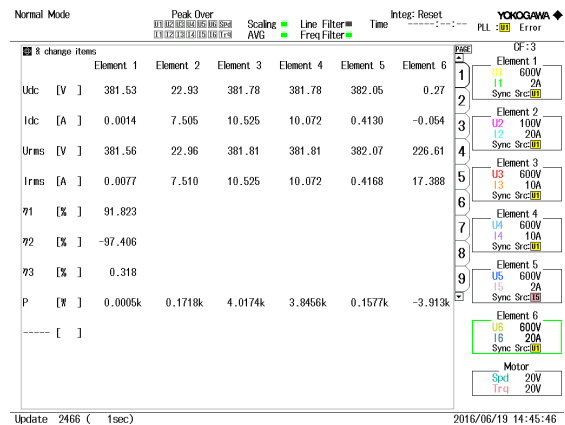 Normal Mode
Peak Over
U1 U2 U3 U4 U5 U6 Spd
I1 I2 I3 I4 I5 I6 Trq
Scaling
AVG
Line Filter
Freq Filter
Integ: Reset
Time -----:--:--
YOKOGAWA
PLL :U1 Error
8 change items
PAGE
CF:3
Element 1 Element 2 Element 3 Element 4 Element 5 Element 6
Udc [V ] 381.53 22.93 381.78 381.78 382.05 0.27
Idc [A ] 0.0014 7.505 10.525 10.072 0.4130 -0.054
Urms [V ] 381.56 22.96 381.81 381.81 382.07 226.61
Irms [A ] 0.0077 7.510 10.525 10.072 0.4168 17.388
η1 [% ] 91.823
η2 [% ] -97.406
η3 [% ] 0.318
P [W ] 0.0005k 0.1718k 4.0174k 3.8456k 0.1577k -3.913k
----- [ ]
1
2
3
4
5
6
7
8
9
Element 1
U1 600V
I1 2A
Sync Src:U1
Element 2
U2 100V
I2 20A
Sync Src:U1
Element 3
U3 600V
I3 10A
Sync Src:U1
Element 4
U4 600V
I4 10A
Sync Src:U1
Element 5
U5 600V
I5 2A
Sync Src:I5
Element 6
U6 600V
I6 20A
Sync Src:U1
Motor
Spd 20V
Trq 20V
Update 2466 ( 1sec)
2016/06/19 14:45:46